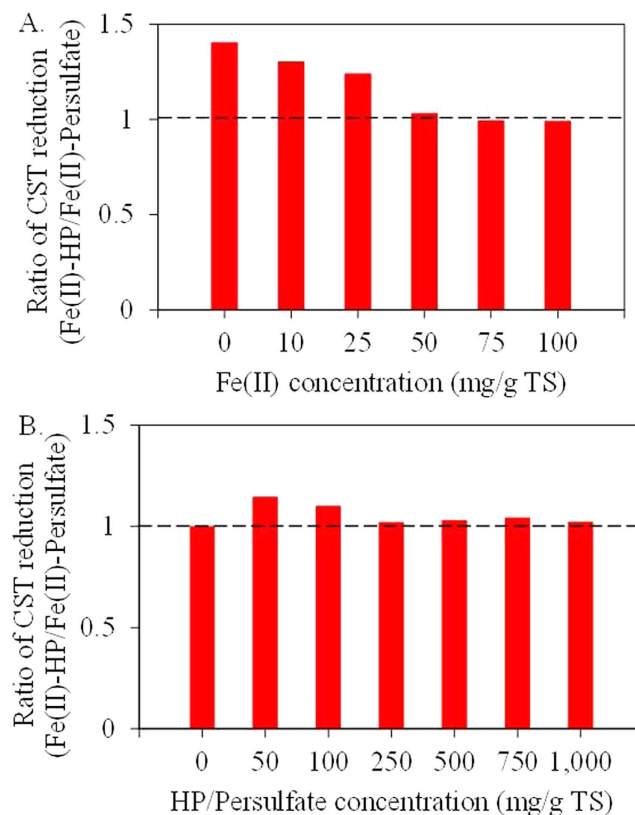 A.
Ratio of CST reduction
(Fe(II)-HP/Fe(II)-Persulfate)
1.5
1
0.5
0
0 10 25 50 75 100
Fe(II) concentration (mg/g TS)
B.
Ratio of CST reduction
(Fe(II)-HP/Fe(II)-Persulfate)
1.5
1
0.5
0
0 50 100 250 500 750 1,000
HP/Persulfate concentration (mg/g TS)